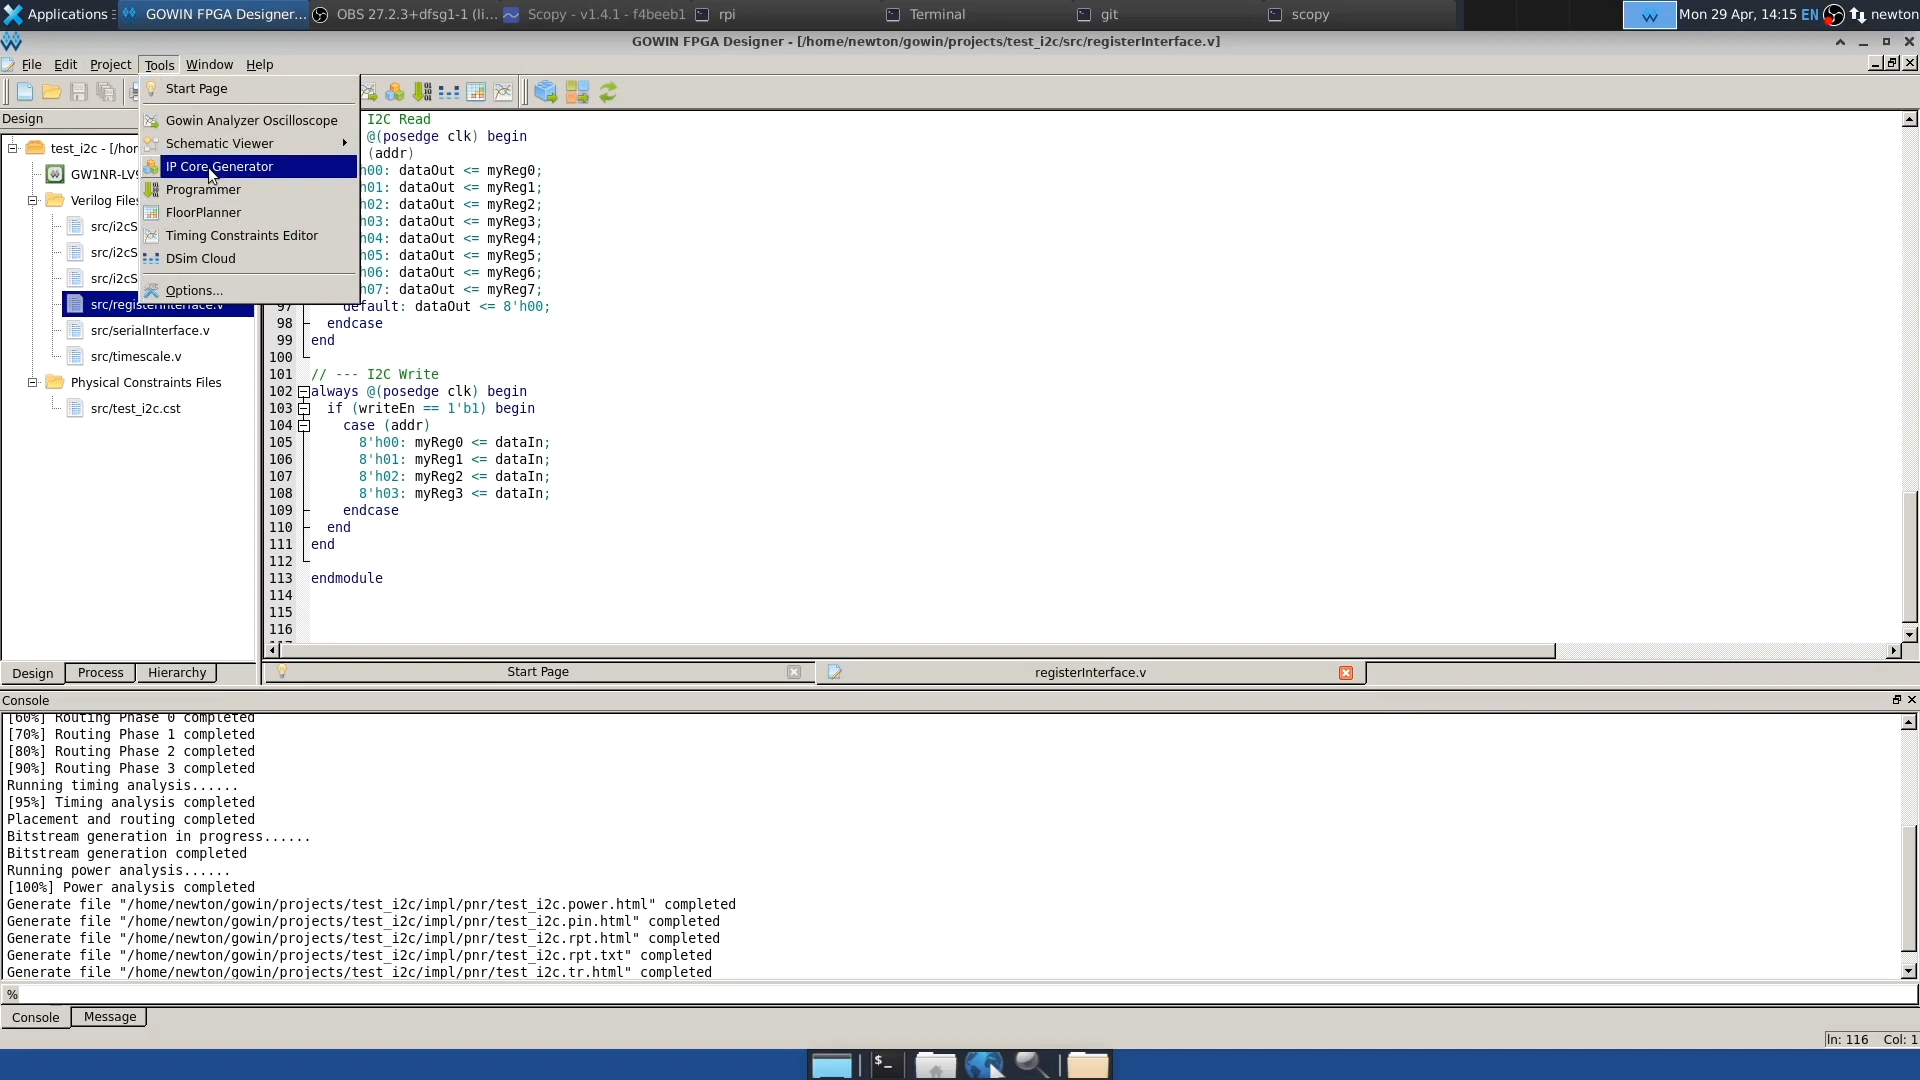 Applications
GOWIN FPGA Designer...
OBS 27.2.3+dfsg1-1 (li...
Scopy - v1.4.1 - f4beeb1
rpi
Terminal
git
scopy
Mon 29 Apr, 14:15 EN
newton
GOWIN FPGA Designer - [/home/newton/gowin/projects/test_i2c/src/registerInterface.v]
File Edit Project Tools Window Help
Start Page
Gowin Analyzer Oscilloscope
Schematic Viewer
IP Core Generator
Programmer
FloorPlanner
Timing Constraints Editor
DSim Cloud
Options...
Design
test_i2c - [/hor
GW1NR-LV9
Verilog Files
src/i2cS
src/i2cS
src/i2cS
src/registerInterface.v
src/serialInterface.v
src/timescale.v
Physical Constraints Files
src/test_i2c.cst
Design Process Hierarchy
I2C Read
@(posedge clk) begin
(addr)
h00: dataOut <= myReg0;
h01: dataOut <= myReg1;
h02: dataOut <= myReg2;
h03: dataOut <= myReg3;
h04: dataOut <= myReg4;
h05: dataOut <= myReg5;
h06: dataOut <= myReg6;
h07: dataOut <= myReg7;
97 default: dataOut <= 8'h00;
98 endcase
99 end
100
101 // --- I2C Write
102 always @(posedge clk) begin
103 if (writeEn == 1'b1) begin
104 case (addr)
105 8'h00: myReg0 <= dataIn;
106 8'h01: myReg1 <= dataIn;
107 8'h02: myReg2 <= dataIn;
108 8'h03: myReg3 <= dataIn;
109 endcase
110 end
111 end
112
113 endmodule
114
115
116
Start Page
registerInterface.v
Console
[60%] Routing Phase 0 completed
[70%] Routing Phase 1 completed
[80%] Routing Phase 2 completed
[90%] Routing Phase 3 completed
Running timing analysis......
[95%] Timing analysis completed
Placement and routing completed
Bitstream generation in progress......
Bitstream generation completed
Running power analysis......
[100%] Power analysis completed
Generate file "/home/newton/gowin/projects/test_i2c/impl/pnr/test_i2c.power.html" completed
Generate file "/home/newton/gowin/projects/test_i2c/impl/pnr/test_i2c.pin.html" completed
Generate file "/home/newton/gowin/projects/test_i2c/impl/pnr/test_i2c.rpt.html" completed
Generate file "/home/newton/gowin/projects/test_i2c/impl/pnr/test_i2c.rpt.txt" completed
Generate file "/home/newton/gowin/projects/test_i2c/impl/pnr/test_i2c.tr.html" completed
%
Console Message
ln: 116 Col: 1